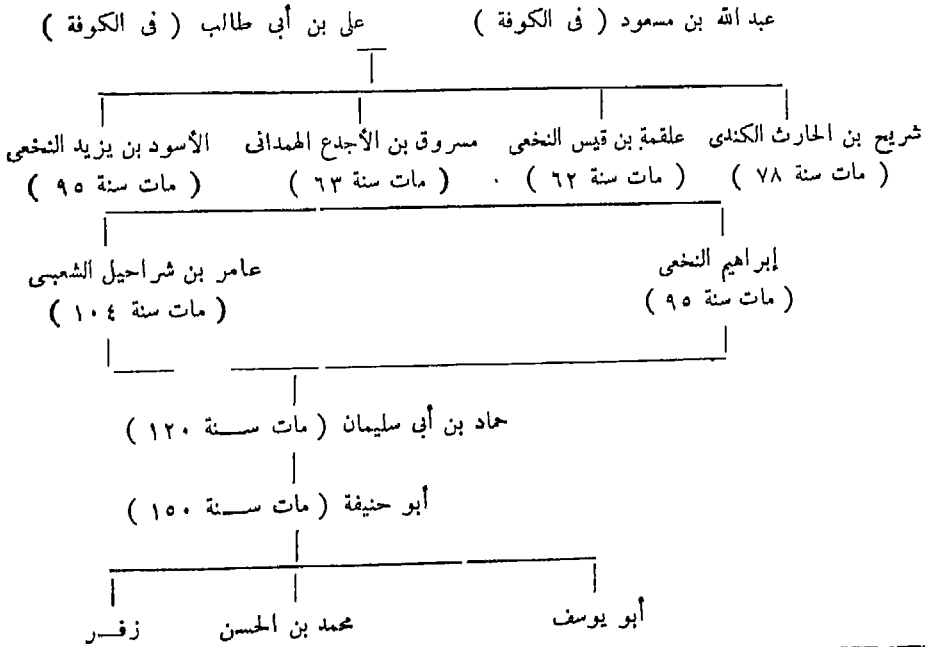 عبد الله بن مسعود ( فى الكوفة ) على بن أبى طالب ( فى الكوفة )
شريح بن الحارث الكندى علقمة بن قيس النخعى مسروق بن الأجدع الهمدانى الأسود بن يزيد النخعى
( مات سنة ٧٨ ) ( مات سنة ٦٢ ) . ( مات سنة ٦٣ ) ( مات سنة ٩٥ )
إبراهيم النخعى عامر بن شراحيل الشعبى
( مات سنة ٩٥ ) ( مات سنة ١٠٤ )
حماد بن أبى سليمان ( مات ســنة ١٢٠ )
أبو حنيفة ( مات ســنة ١٥٠ )
أبو يوسف محمد بن الحسن زفــر